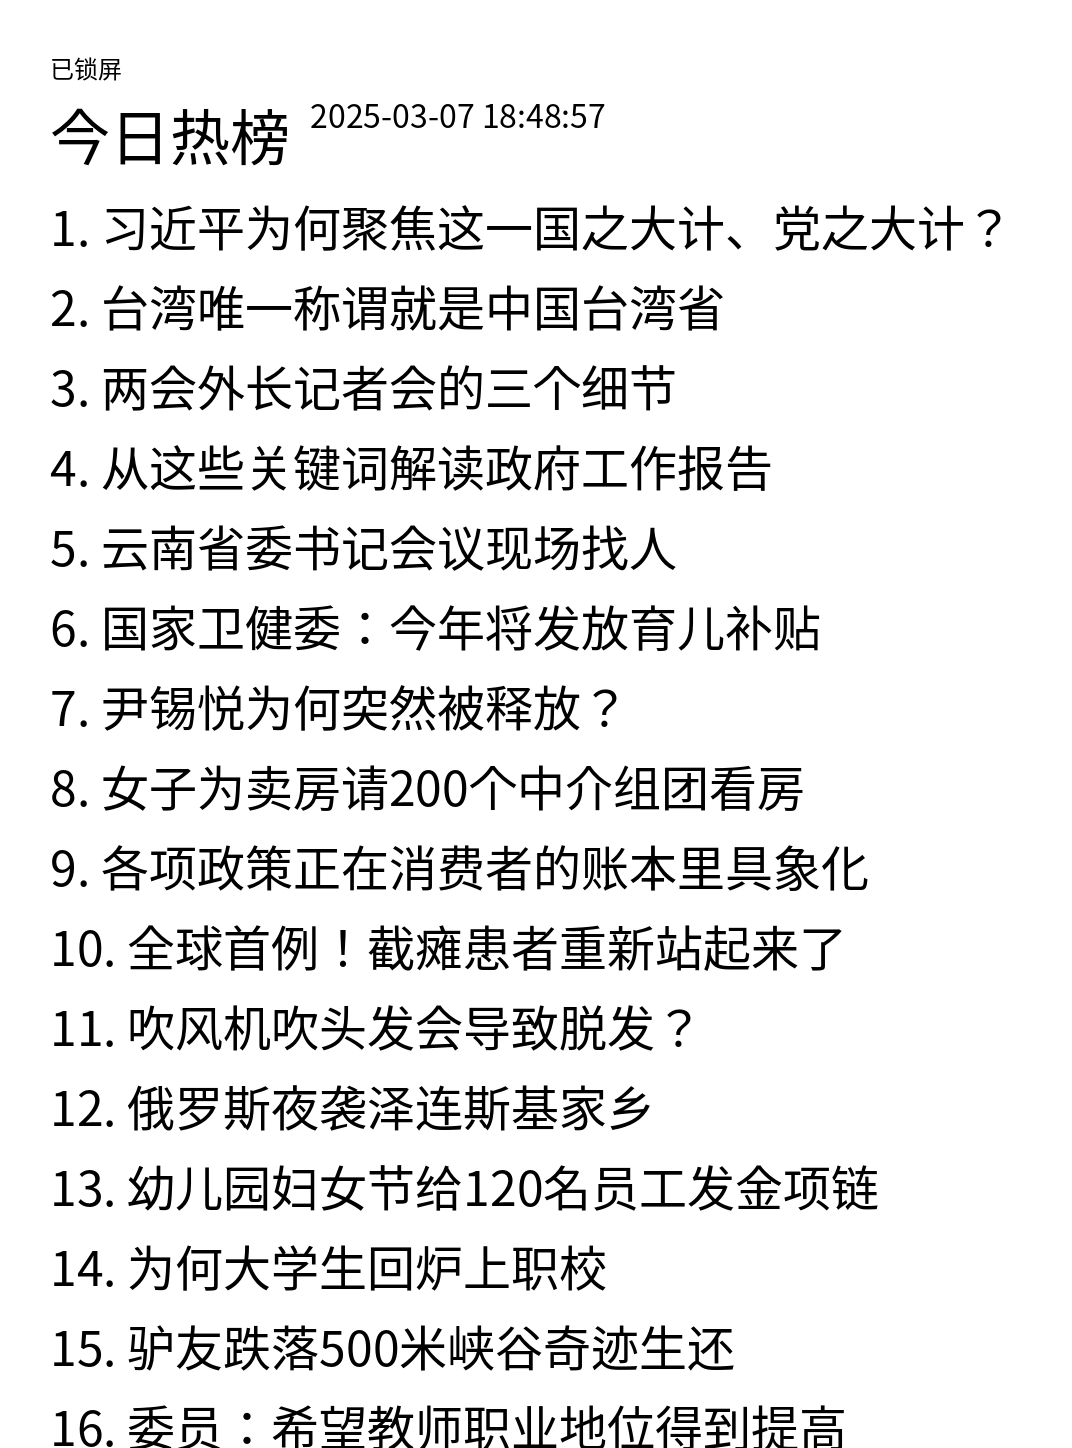 已锁屏
今日热榜 2025-03-07 18:48:57
1. 习近平为何聚焦这一国之大计、党之大计？
2. 台湾唯一称谓就是中国台湾省
3. 两会外长记者会的三个细节
4. 从这些关键词解读政府工作报告
5. 云南省委书记会议现场找人
6. 国家卫健委：今年将发放育儿补贴
7. 尹锡悦为何突然被释放？
8. 女子为卖房请200个中介组团看房
9. 各项政策正在消费者的账本里具象化
10. 全球首例！截瘫患者重新站起来了
11. 吹风机吹头发会导致脱发？
12. 俄罗斯夜袭泽连斯基家乡
13. 幼儿园妇女节给120名员工发金项链
14. 为何大学生回炉上职校
15. 驴友跌落500米峡谷奇迹生还
16. 委员：希望教师职业地位得到提高